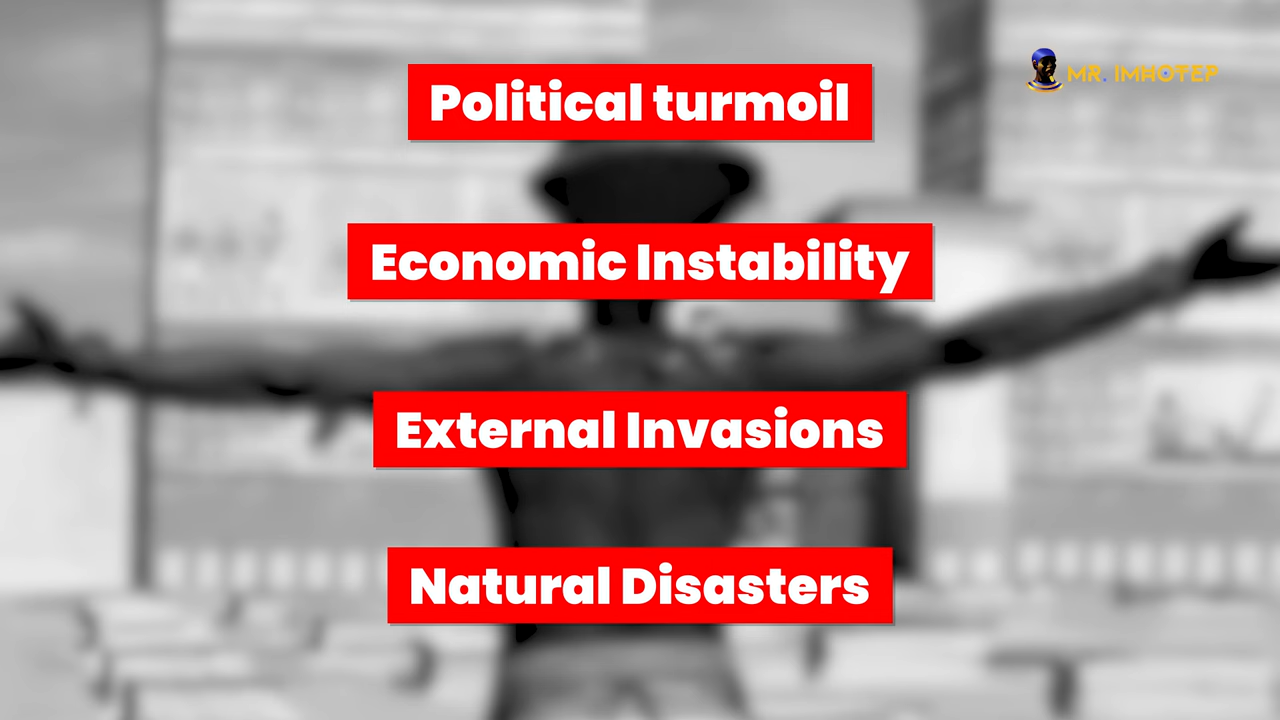 Political turmoil
MR. IMHOTEP
Economic Instability
External Invasions
Natural Disasters